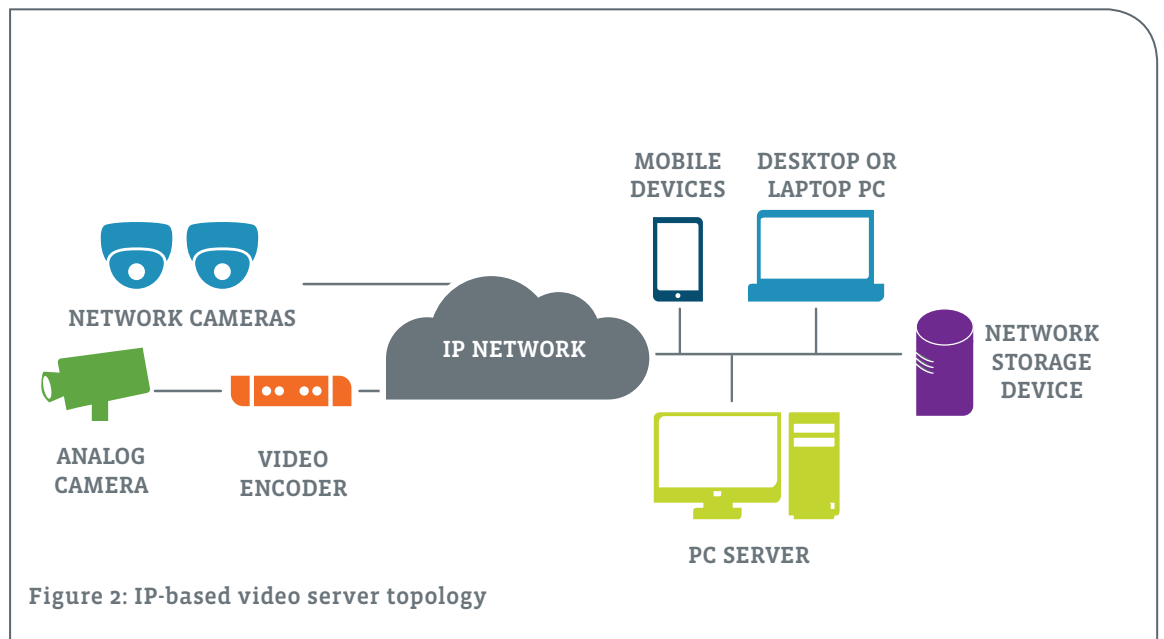 MOBILE
DEVICES
DESKTOP OR
LAPTOP PC
NETWORK CAMERAS
IP NETWORK
NETWORK
STORAGE
DEVICE
ANALOG
CAMERA
VIDEO
ENCODER
PC SERVER
Figure 2: IP-based video server topology